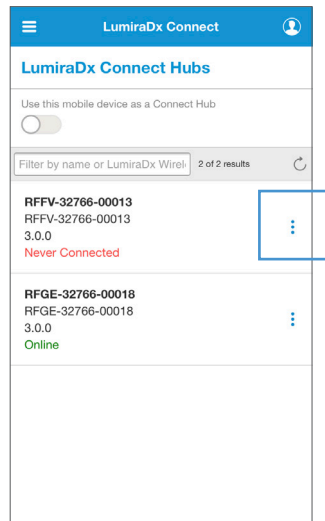 LumiraDx Connect
LumiraDx Connect Hubs
Use this mobile device as a Connect Hub
Filter by name or LumiraDx Wirel
2 of 2 results
RFFV-32766-00013
RFFV-32766-00013
3.0.0
Never Connected
RFGE-32766-00018
RFGE-32766-00018
3.0.0
Online